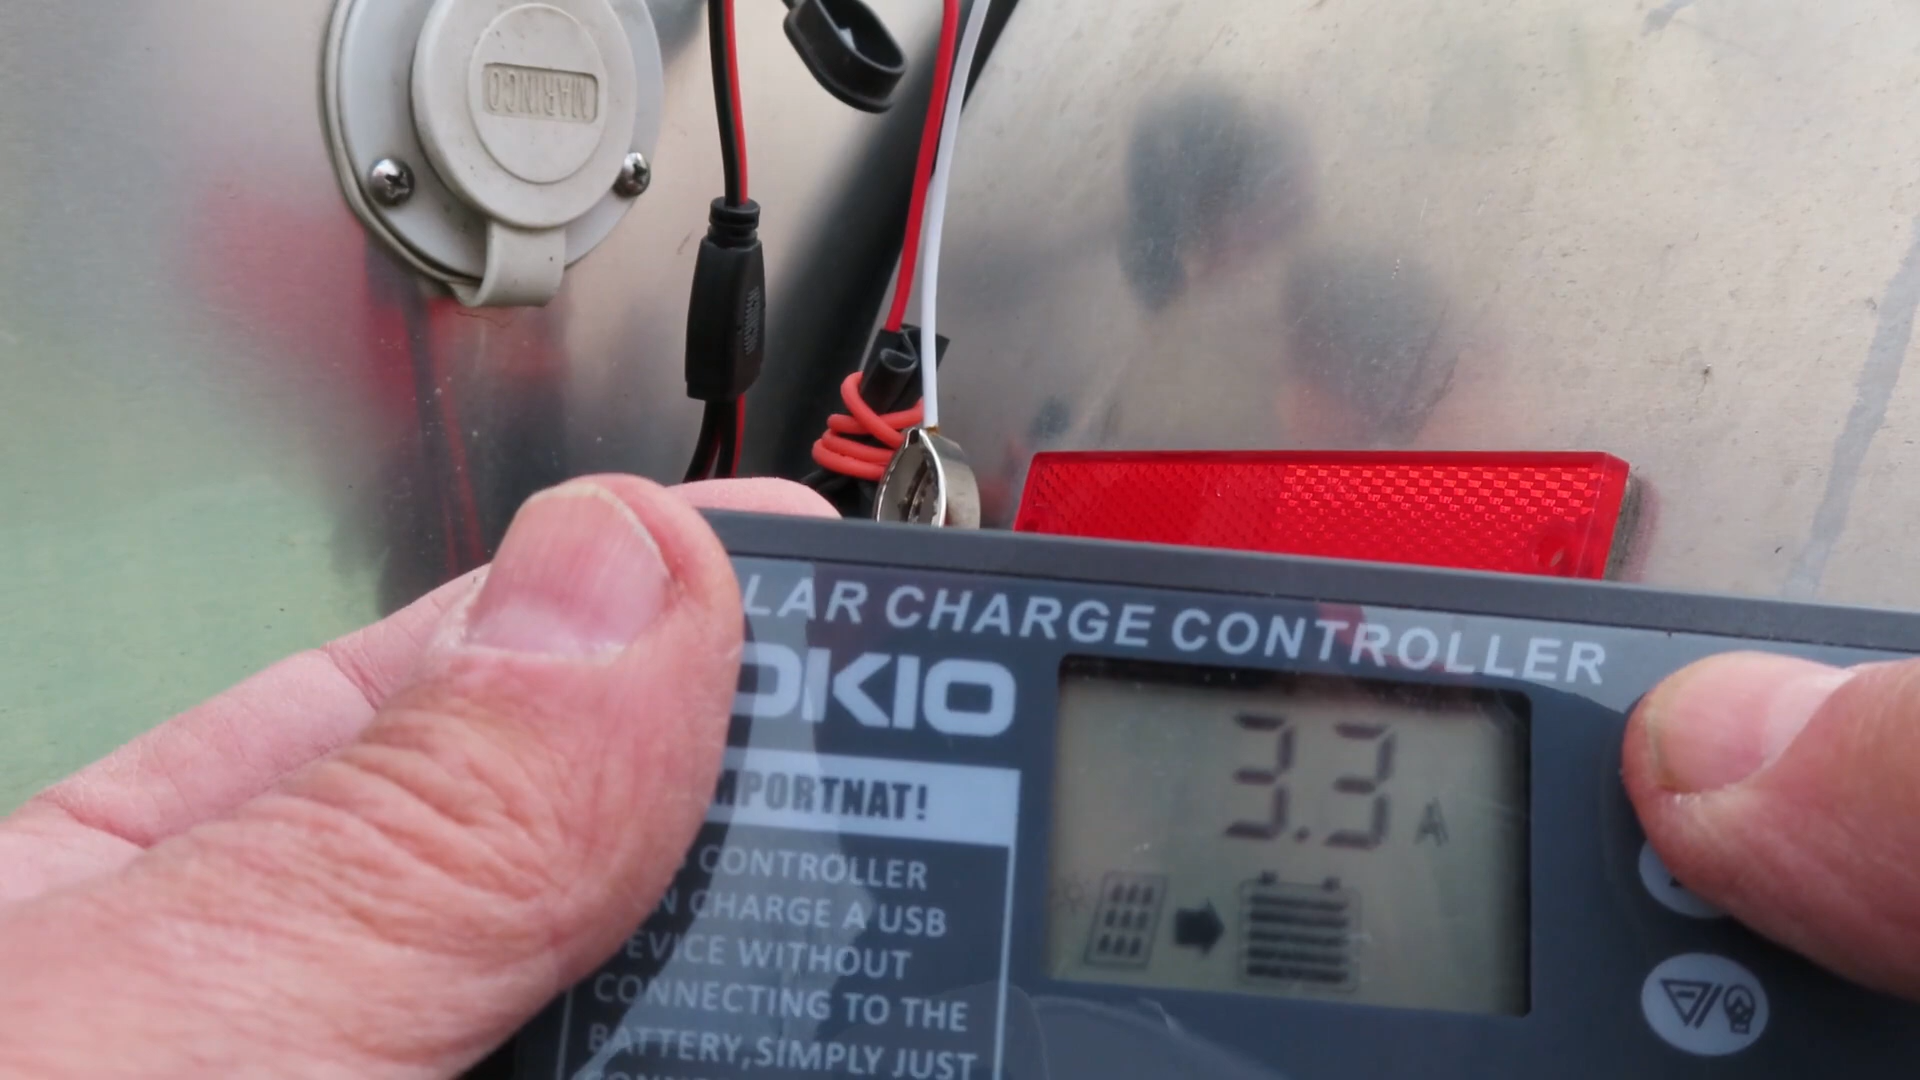 MARINCO
LAR CHARGE CONTROLLER
OKIO
MPORTNAT!
CONTROLLER
N CHARGE A USB
EVICE WITHOUT
CONNECTING TO THE
BATTERY,SIMPLY JUST
3.3 A